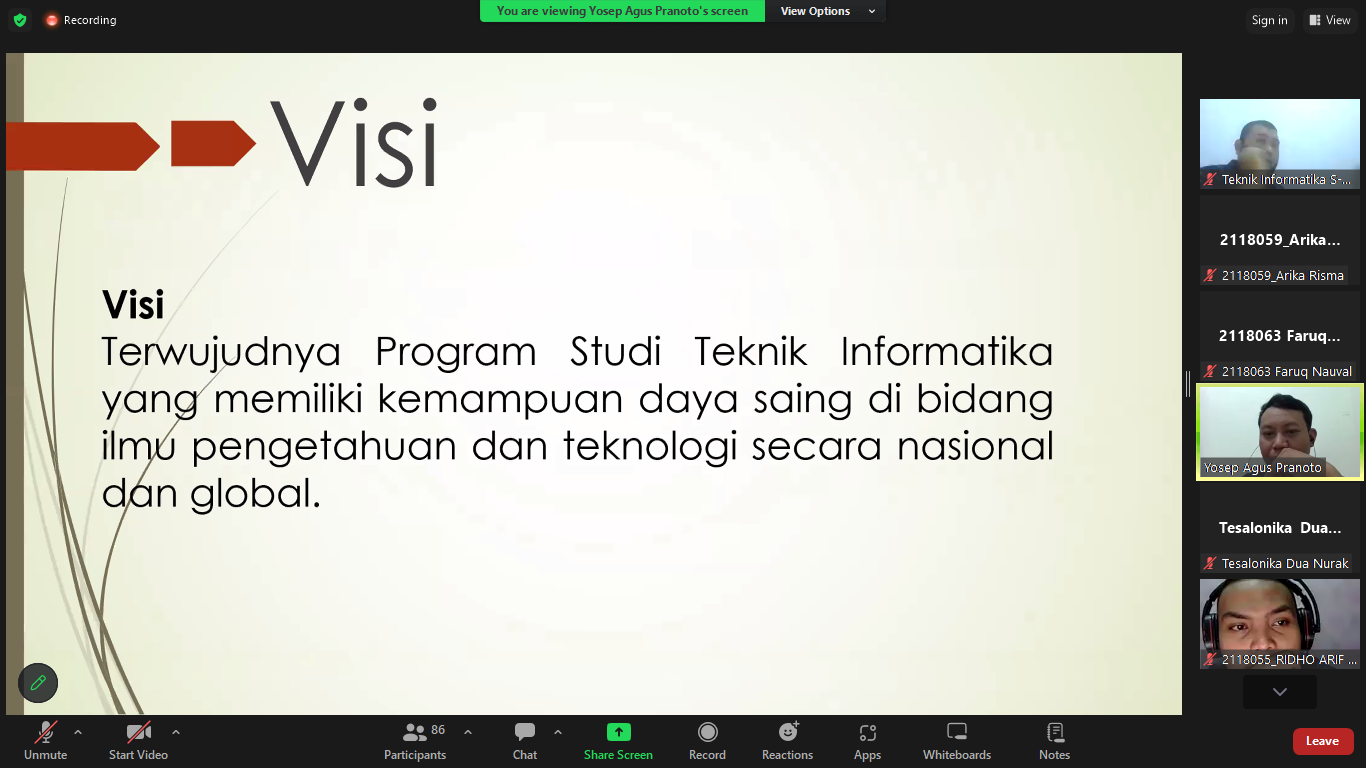 Recording
You are viewing Yosep Agus Pranoto's screen
View Options
Sign in
View
Visi
Visi
Terwujudnya Program Studi Teknik Informatika
yang memiliki kemampuan daya saing di bidang
ilmu pengetahuan dan teknologi secara nasional
dan global.
Teknik Informatika S-...
2118059_Arika...
2118059_Arika Risma
2118063 Faruq...
2118063 Faruq Nauval
Yosep Agus Pranoto
Tesalonika Dua...
Tesalonika Dua Nurak
2118055_RIDHO ARIF ...
Unmute
Start Video
Participants
86
Chat
Share Screen
Record
Reactions
Apps
Whiteboards
Notes
Leave